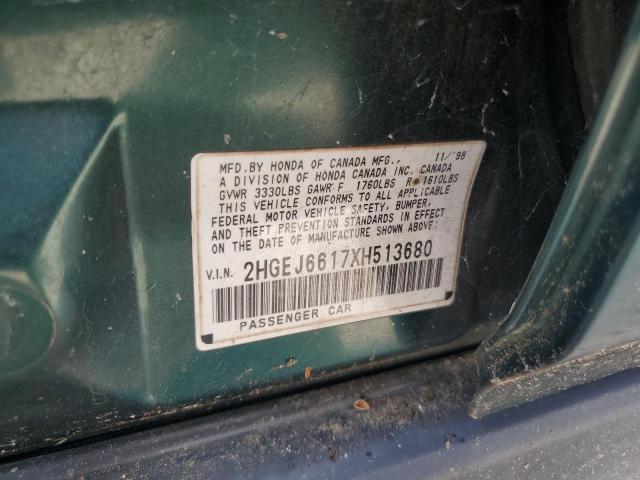 MFD.BY HONDA OF CANADA MFG., 11/'98
A DIVISION OF HONDA CANADA INC. CANADA
GVWR 3330LBS GAWR F 1760LBS R 1610LBS
THIS VEHICLE CONFORMS TO ALL APPLICABLE
FEDERAL MOTOR VEHICLE SAFETY, BUMPER,
AND THEFT PREVENTION STANDARDS IN EFFECT
ON THE DATE OF MANUFACTURE SHOWN ABOVE.
V.I.N. 2HGEJ6617XH513680
PASSENGER CAR